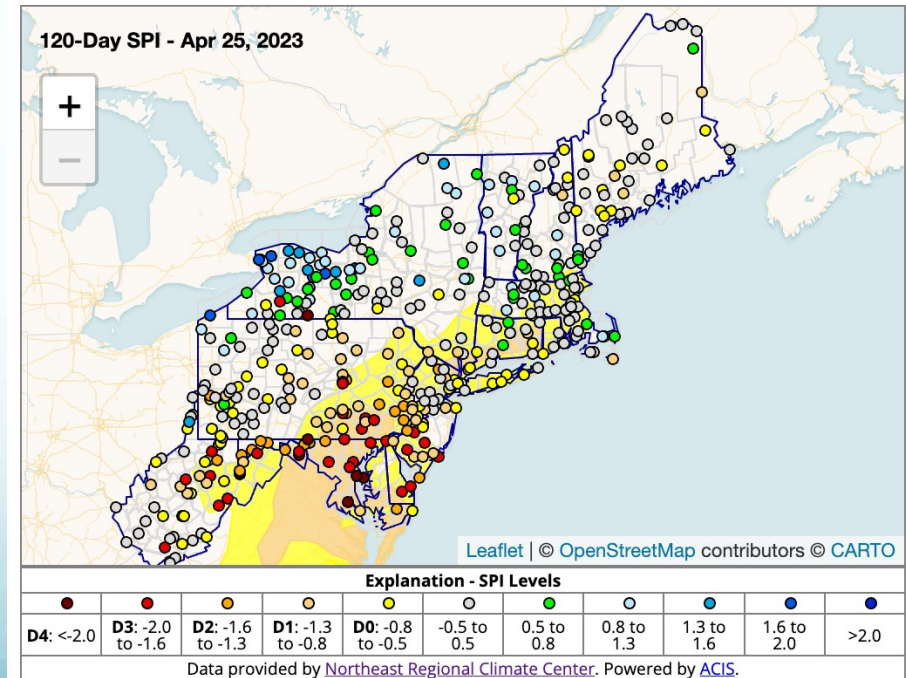 120-Day SPI - Apr 25, 2023
+
−
Leaflet | © OpenStreetMap contributors © CARTO
Explanation - SPI Levels
D4: <-2.0
D3: -2.0
to -1.6
D2: -1.6
to -1.3
D1: -1.3
to -0.8
D0: -0.8
to -0.5
-0.5 to
0.5
0.5 to
0.8
0.8 to
1.3
1.3 to
1.6
1.6 to
2.0
>2.0
Data provided by Northeast Regional Climate Center. Powered by ACIS.